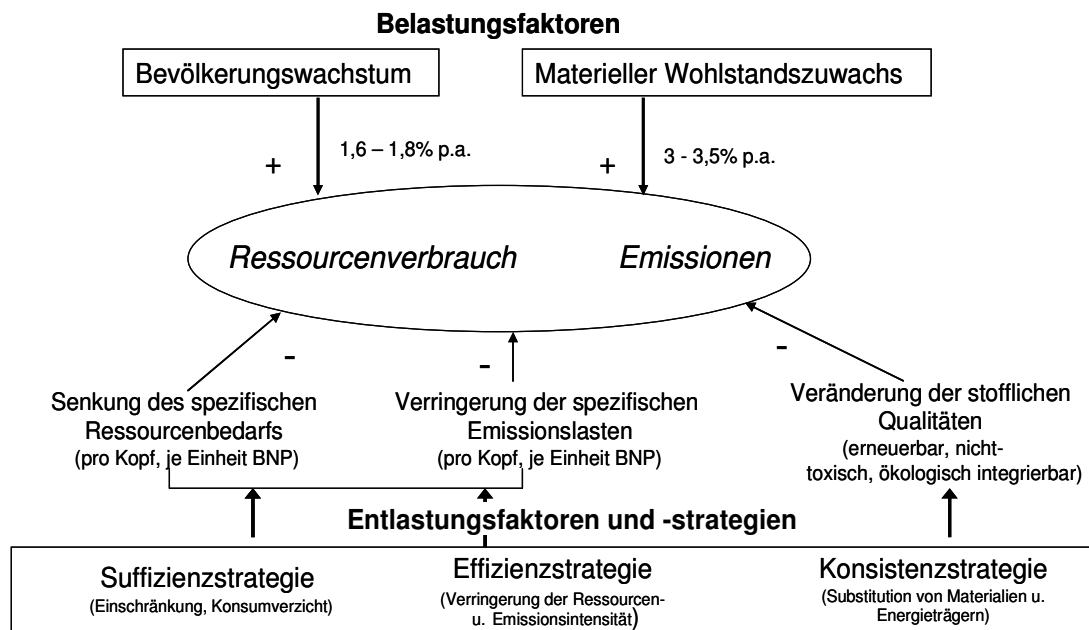 Belastungsfaktoren
Bevölkerungswachstum
Materieller Wohlstandszuwachs
+
1,6 – 1,8% p.a.
+
3 - 3,5% p.a.
Ressourcenverbrauch
Emissionen
-
-
-
Senkung des spezifischen
Ressourcenbedarfs
(pro Kopf, je Einheit BNP)
Verringerung der spezifischen
Emissionslasten
(pro Kopf, je Einheit BNP)
Veränderung der stofflichen
Qualitäten
(erneuerbar, nicht-
toxisch, ökologisch integrierbar)
Entlastungsfaktoren und -strategien
Suffizienzstrategie
(Einschränkung, Konsumverzicht)
Effizienzstrategie
(Verringerung der Ressourcen-
u. Emissionsintensität)
Konsistenzstrategie
(Substitution von Materialien u.
Energieträgern)